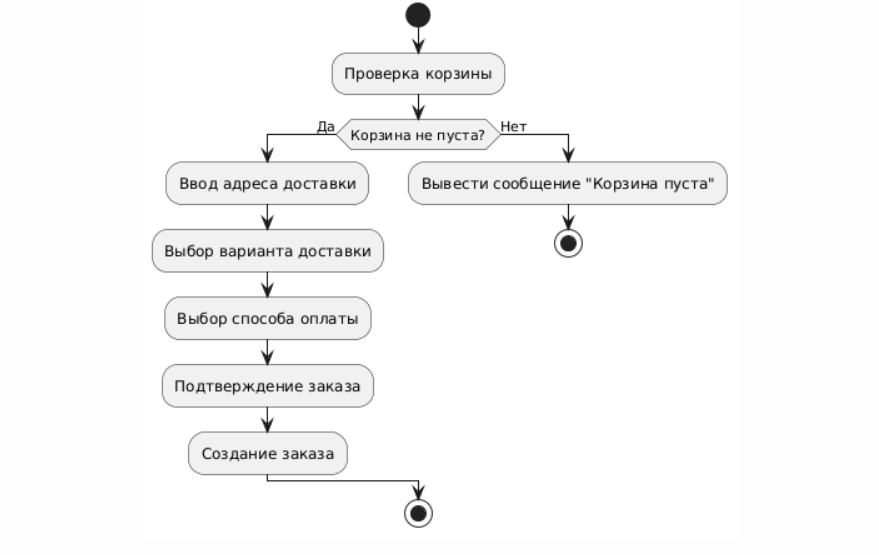 Проверка корзины
Да
Корзина не пуста?
Нет
Ввод адреса доставки
Вывести сообщение "Корзина пуста"
Выбор варианта доставки
Выбор способа оплаты
Подтверждение заказа
Создание заказа